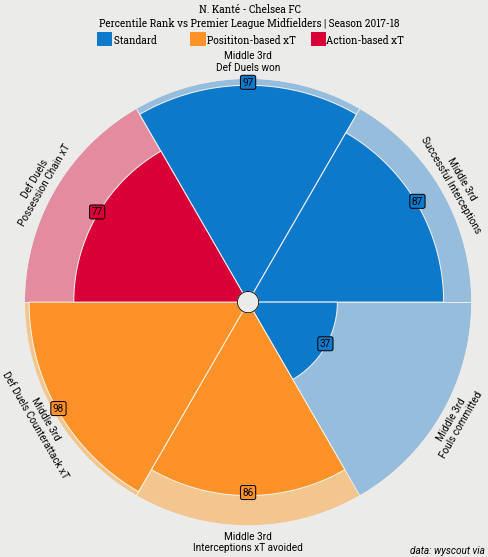 N. Kanté - Chelsea FC
Percentile Rank vs Premier League Midfielders | Season 2017-18
Standard
Posititon-based xT
Action-based xT
Middle 3rd
Def Duels won
97
Middle 3rd
Successful Interceptions
87
Def Duels
Possession Chain xT
77
37
Middle 3rd
Fouls committed
Middle 3rd
Def Duels Counterattack xT
98
86
Middle 3rd
Interceptions xT avoided
data: wyscout via